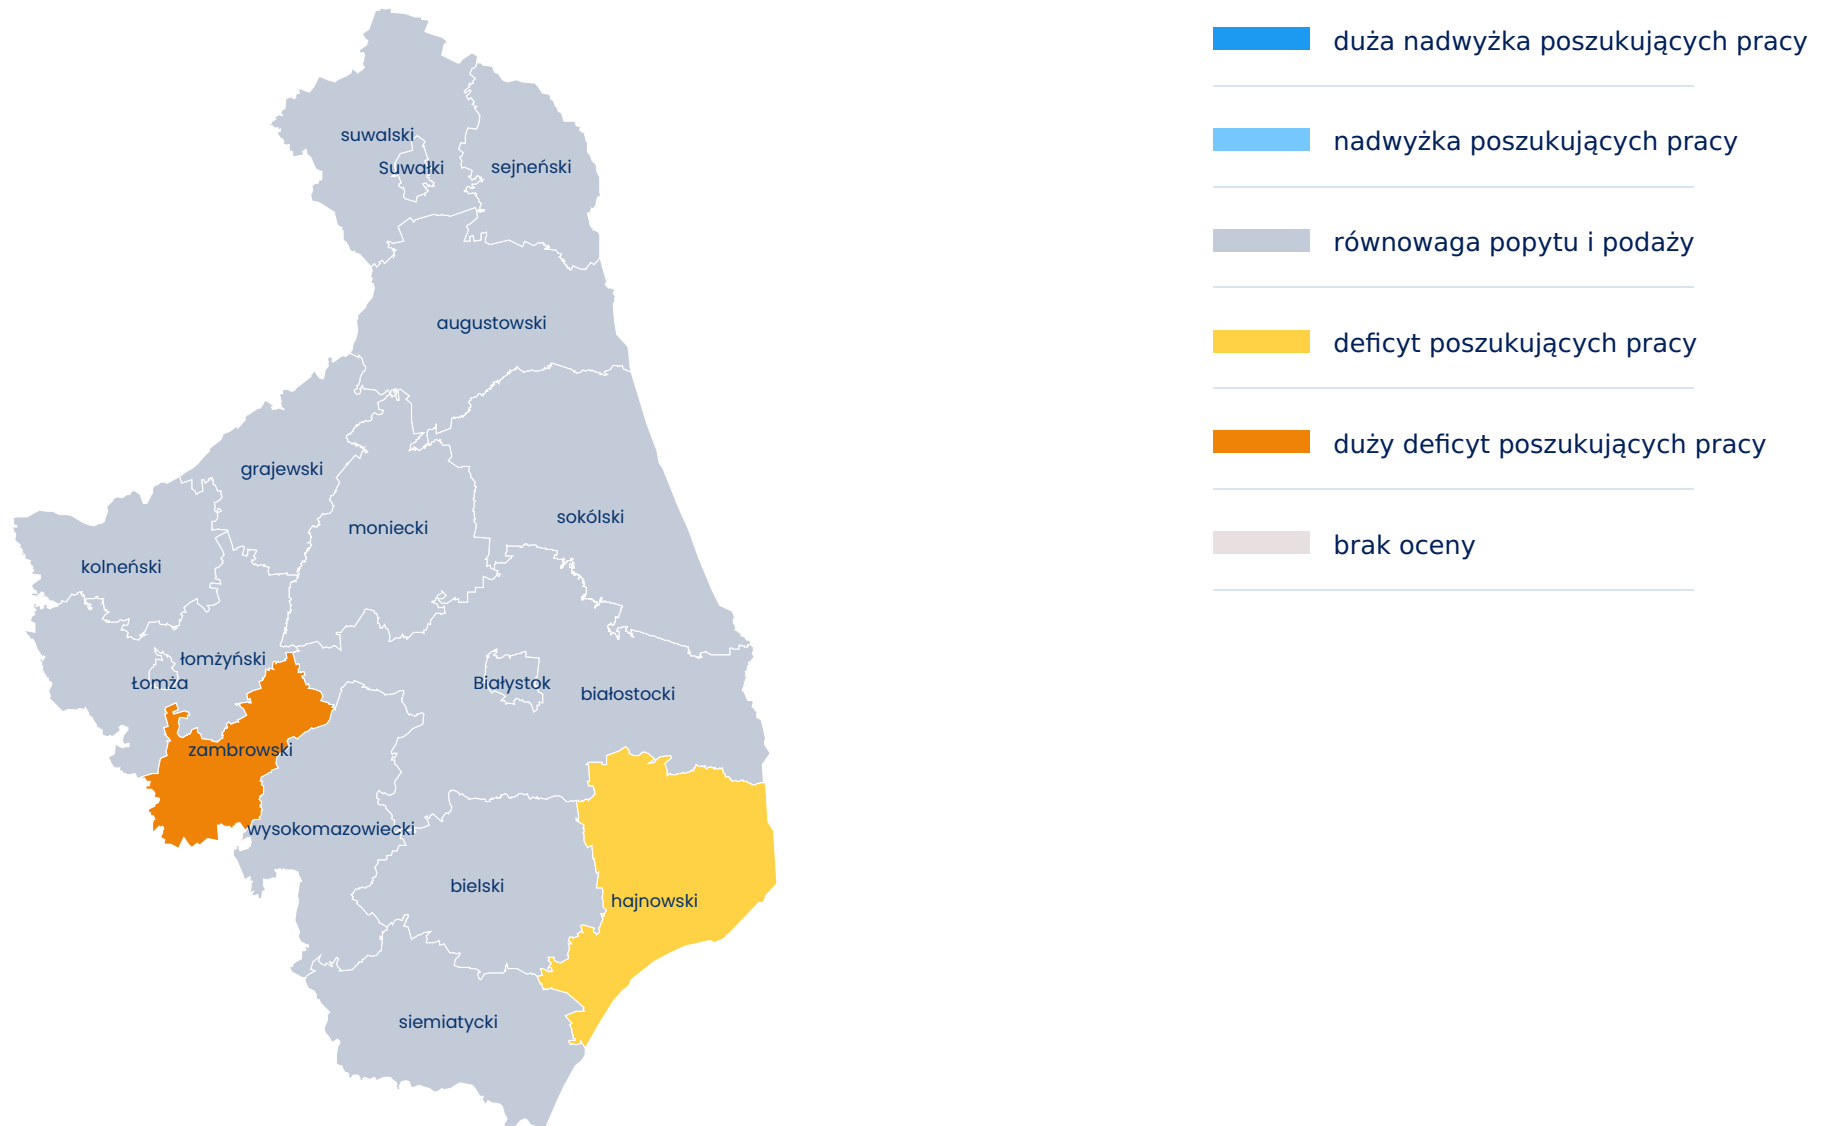 suwalski
Suwałki
sejneński
augustowski
grajewski
moniecki
sokólski
kolneński
łomżyński
Łomża
Białystok
białostocki
zambrowski
wysokomazowiecki
bielski
hajnowski
siemiatycki
duża nadwyżka poszukujących pracy
nadwyżka poszukujących pracy
równowaga popytu i podaży
deficyt poszukujących pracy
duży deficyt poszukujących pracy
brak oceny